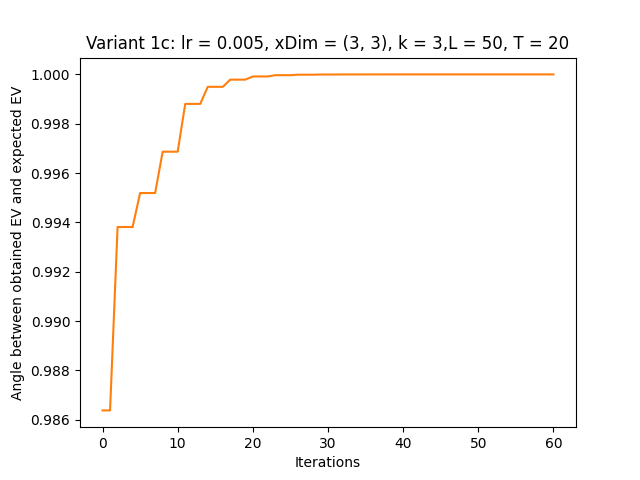 Variant 1c: lr = 0.005, xDim = (3, 3), k = 3,L = 50, T = 20
Angle between obtained EV and expected EV
1.000
0.998
0.996
0.994
0.992
0.990
0.988
0.986
0 10 20 30 40 50 60
Iterations